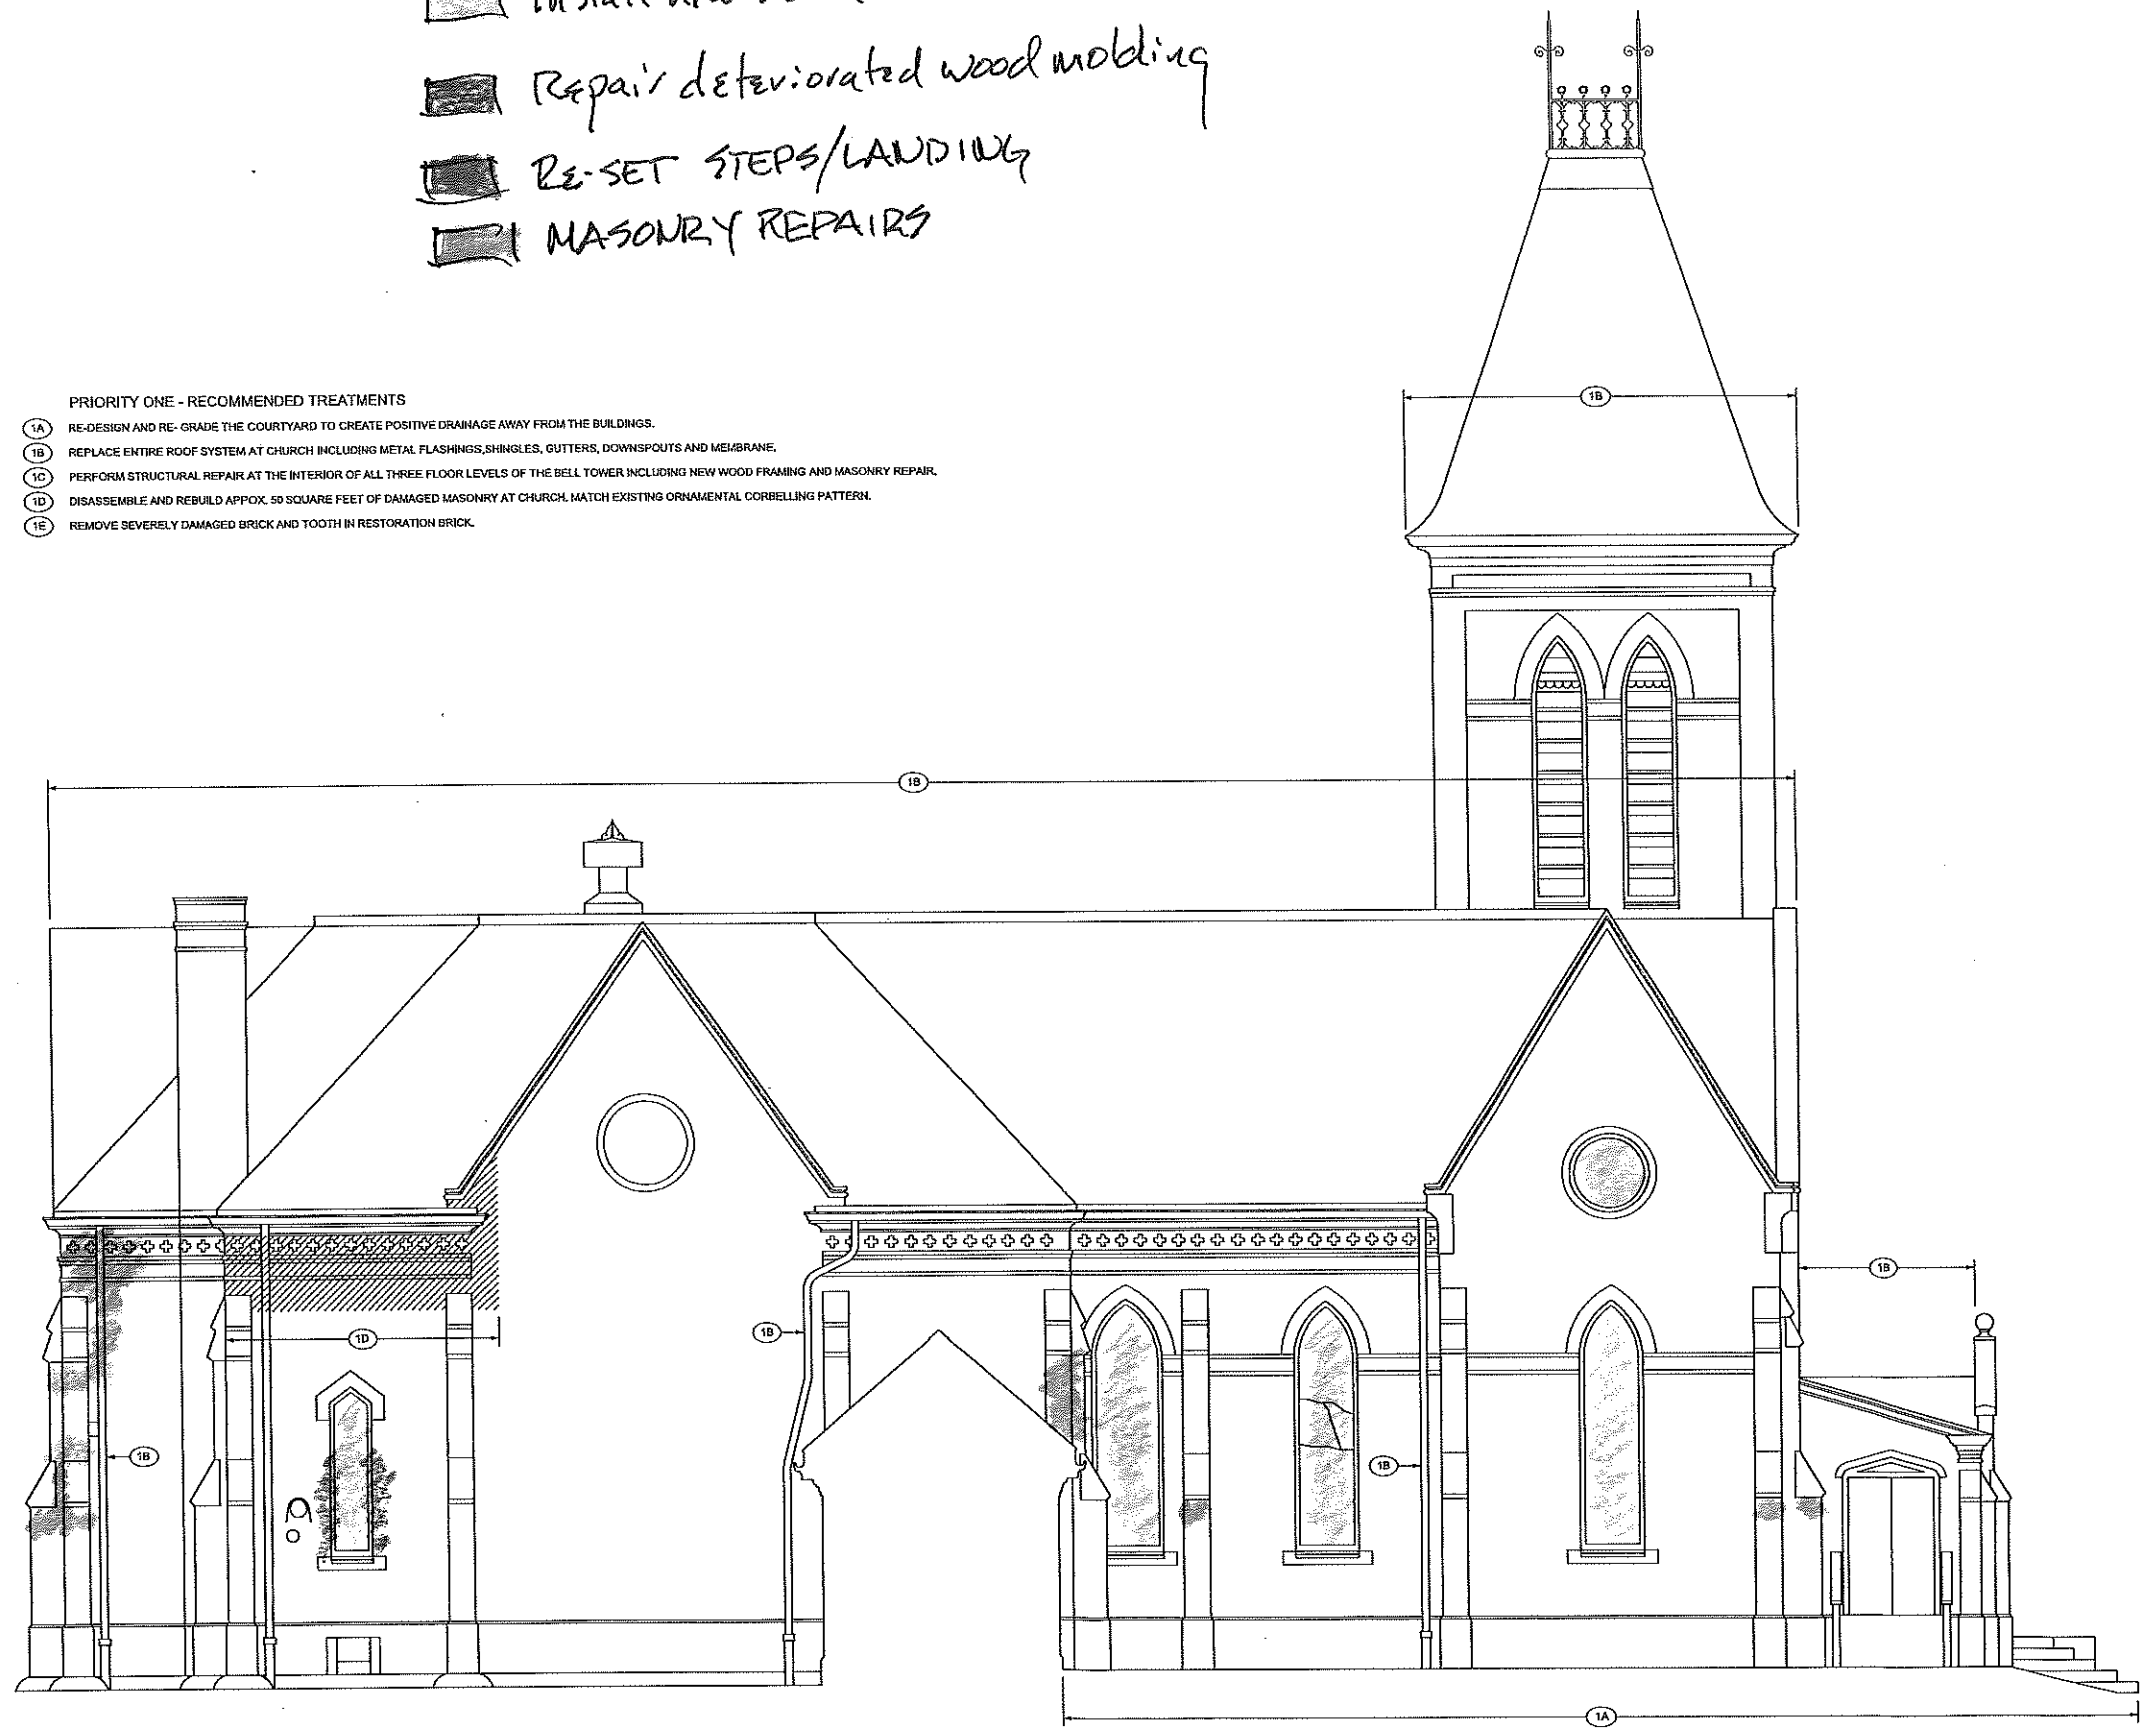 Install
Repair deteriorated wood molding
RE-SET STEPS/LANDING
MASONRY REPAIRS
PRIORITY ONE - RECOMMENDED TREATMENTS
1A RE-DESIGN AND RE- GRADE THE COURTYARD TO CREATE POSITIVE DRAINAGE AWAY FROM THE BUILDINGS.
1B REPLACE ENTIRE ROOF SYSTEM AT CHURCH INCLUDING METAL FLASHINGS,SHINGLES, GUTTERS, DOWNSPOUTS AND MEMBRANE.
1C PERFORM STRUCTURAL REPAIR AT THE INTERIOR OF ALL THREE FLOOR LEVELS OF THE BELL TOWER INCLUDING NEW WOOD FRAMING AND MASONRY REPAIR.
1D DISASSEMBLE AND REBUILD APPOX. 50 SQUARE FEET OF DAMAGED MASONRY AT CHURCH. MATCH EXISTING ORNAMENTAL CORBELLING PATTERN.
1E REMOVE SEVERELY DAMAGED BRICK AND TOOTH IN RESTORATION BRICK.
1B
1B
1B
1D
1B
1B
1B
1A